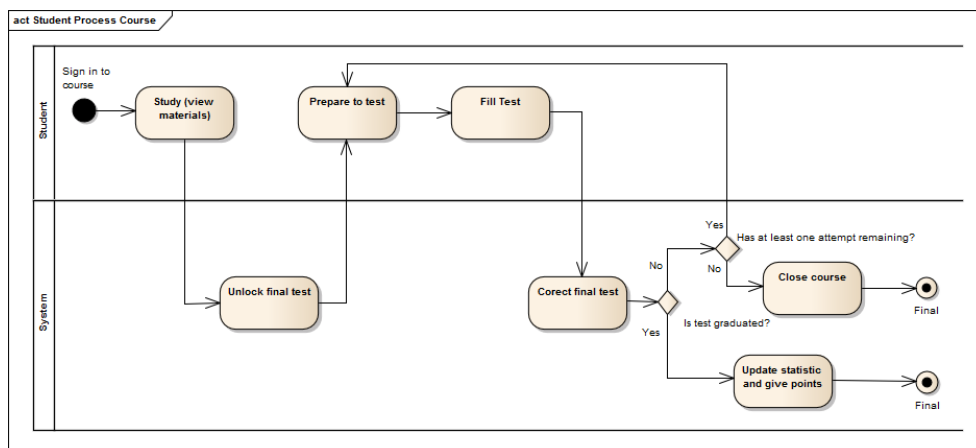 act Student Process Course
Student
Sign in to
course
Study (view
materials)
Prepare to test
Fill Test
System
Unlock final test
Corect final test
No
Yes
Is test graduated?
Yes
No
Has at least one attempt remaining?
Close course
Final
Update statistic
and give points
Final